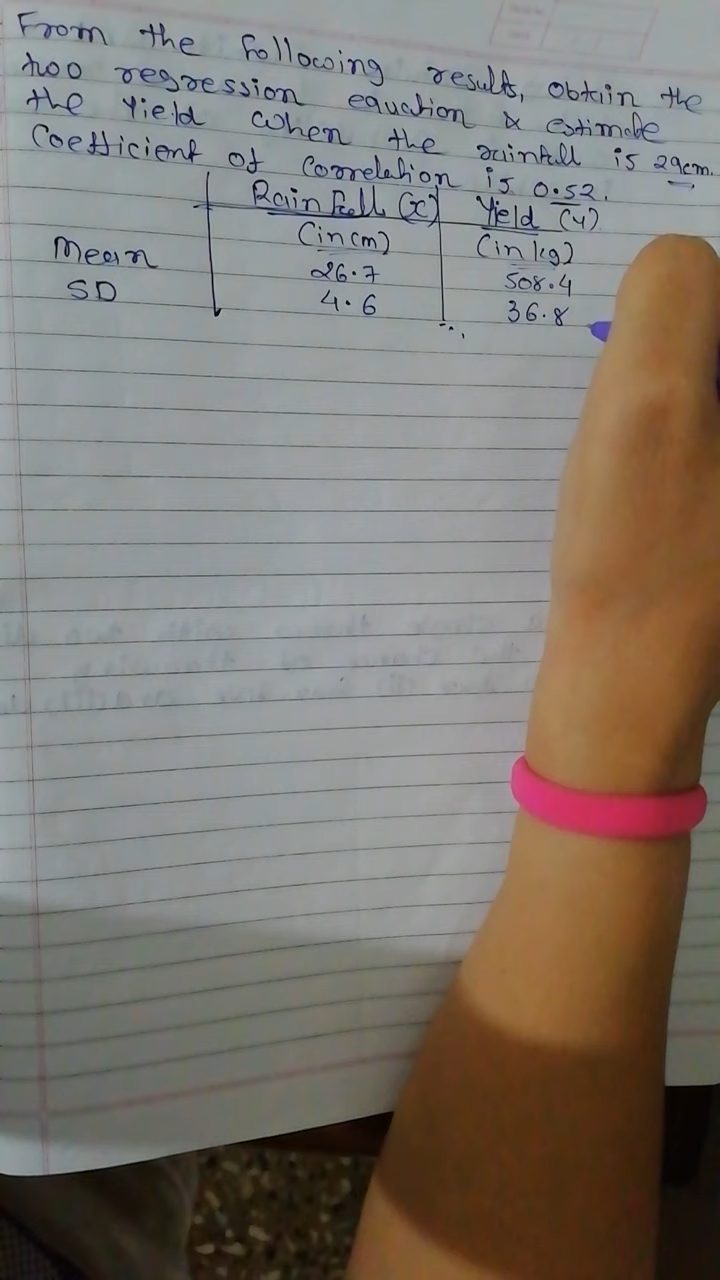 From the following results, obtain the
two regression equation & estimate
the Yield when the rainfall is 29cm.
Coefficient of Correlation is 0.52.
Rain Fall (x) Yield (y)
(in cm) (in kg)
Mean 26.7 508.4
SD 4.6 36.8